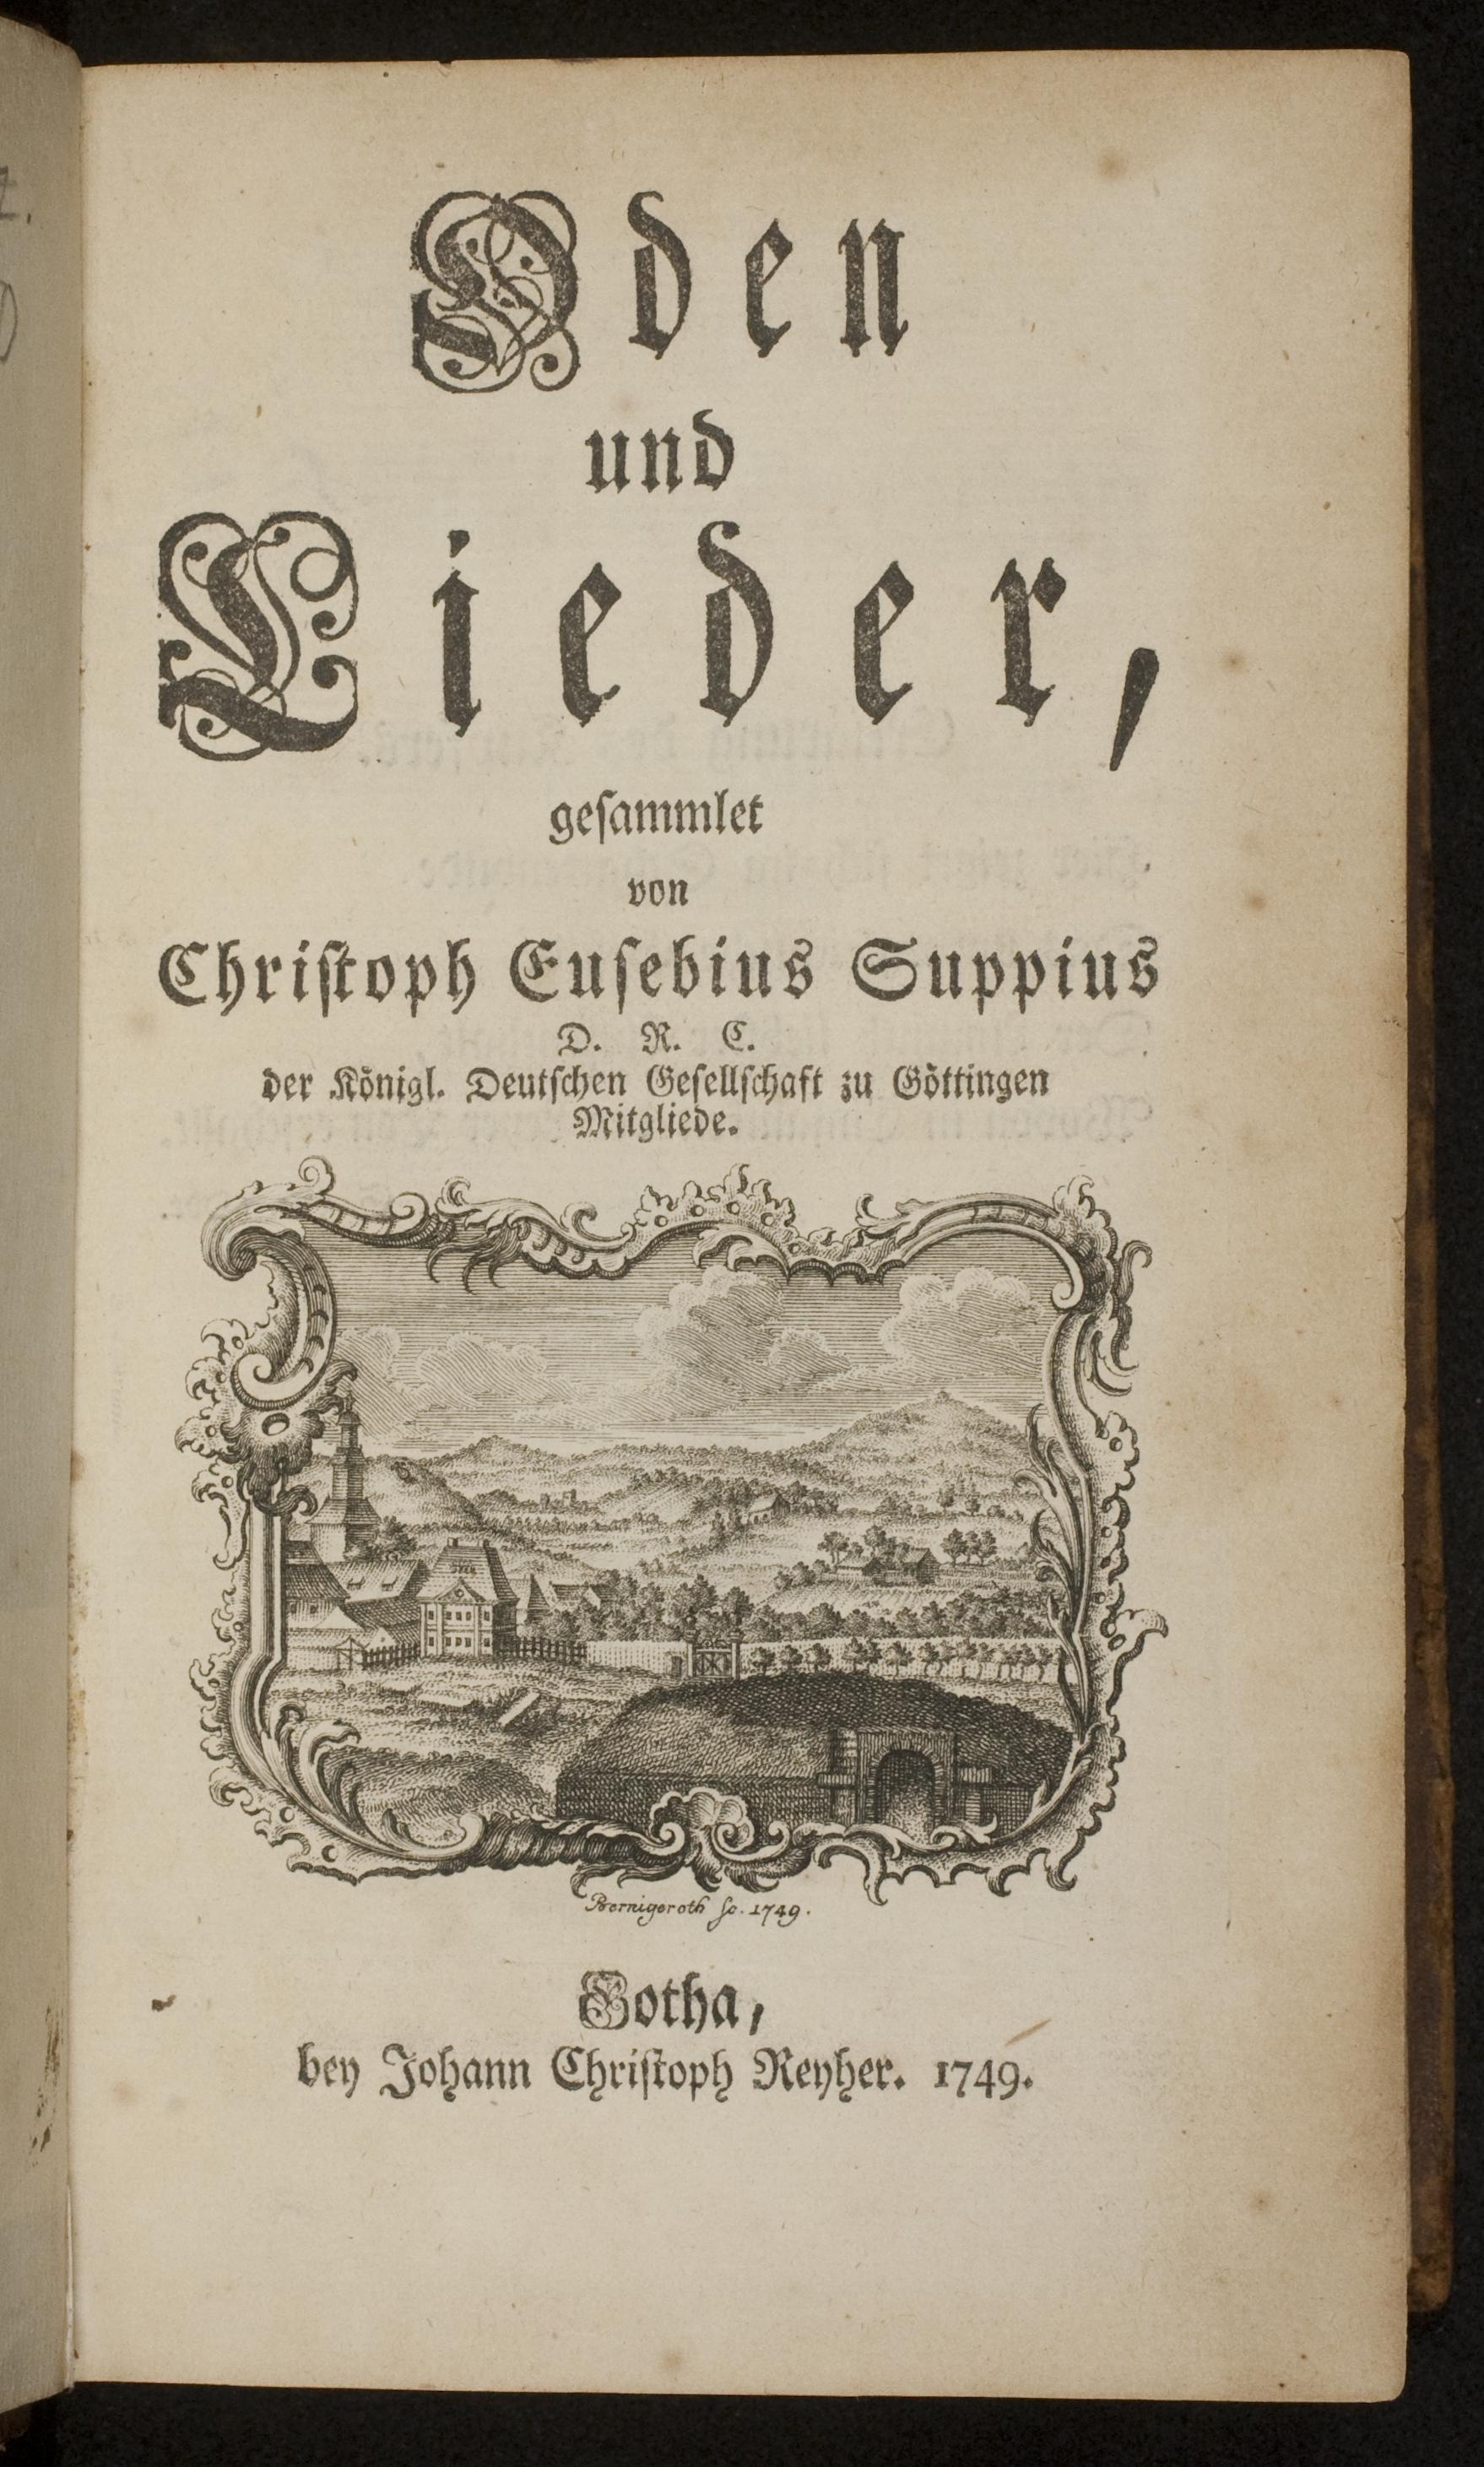 Oden
und
Lieder,
gesammlet
von
Christoph Eusebius Suppius
D. R. C.
der Königl. Deutschen Gesellschaft zu Göttingen
Mitgliede.
Bernigeroth sc. 1749.
Gotha,
bey Johann Christoph Reyher. 1749.